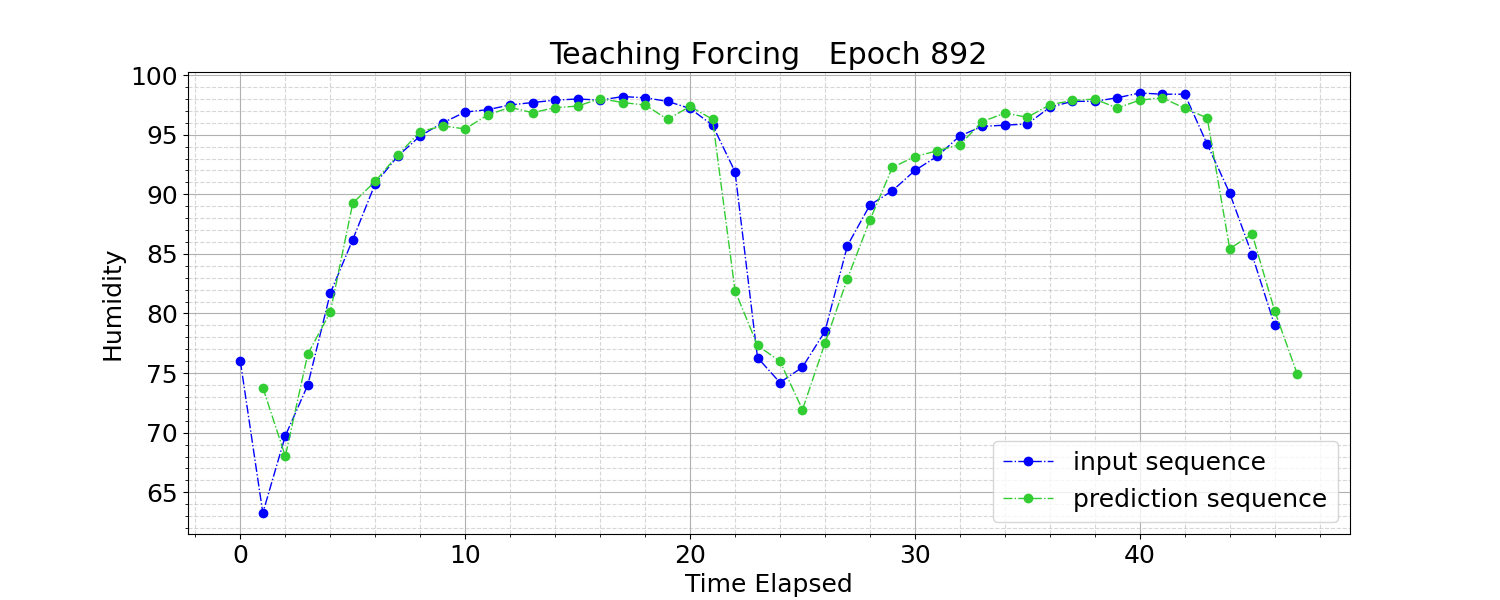 Teaching Forcing   Epoch 892
100
95
90
85
80
75
70
65
Humidity
input sequence
prediction sequence
0 10 20 30 40
Time Elapsed